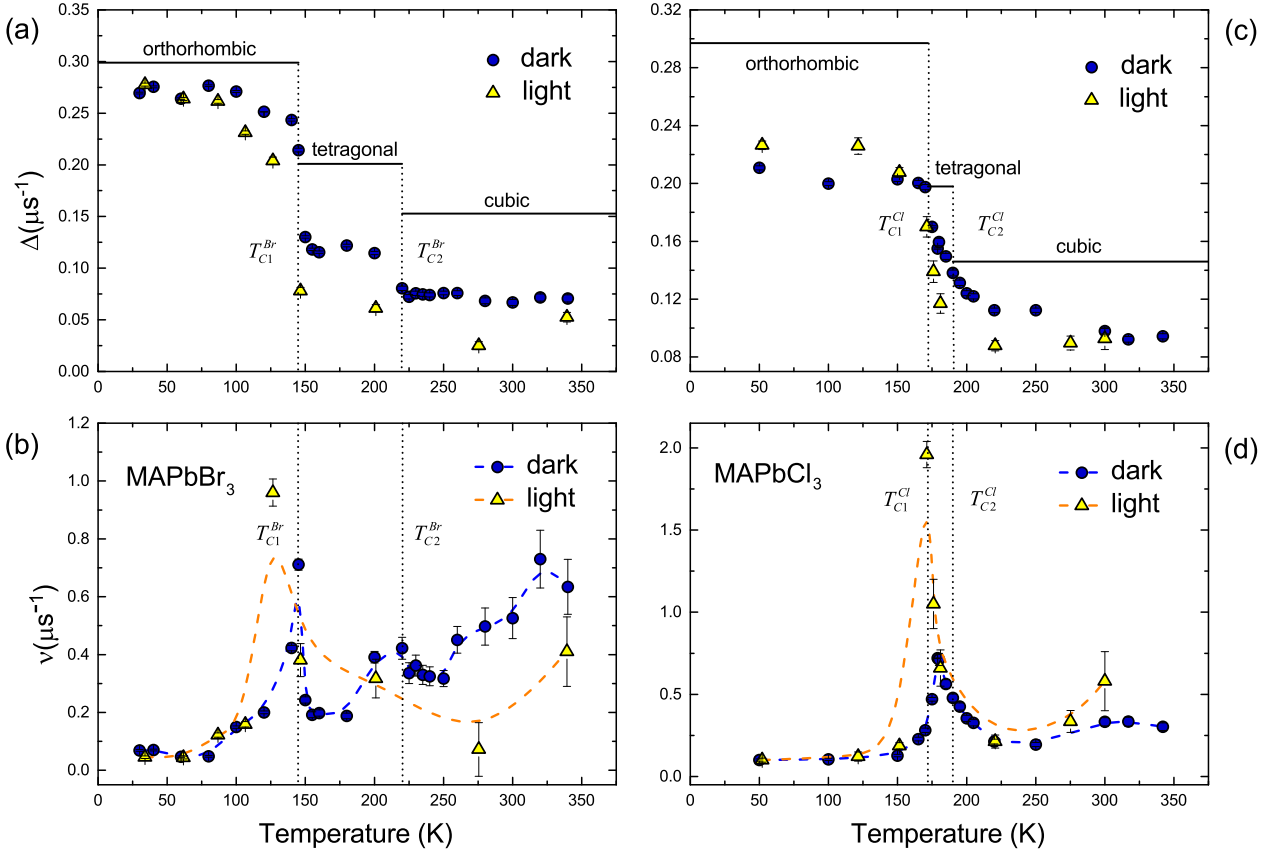 (a)
0.35
0.30
0.25
0.20
0.15
0.10
0.05
0.00
Δ(μs⁻¹)
orthorhombic
tetragonal
cubic
dark
light
T_C1^Br
T_C2^Br
0 50 100 150 200 250 300 350
(c)
0.32
0.28
0.24
0.20
0.16
0.12
0.08
orthorhombic
tetragonal
cubic
dark
light
T_C1^Cl
T_C2^Cl
0 50 100 150 200 250 300 350
(b)
1.2
1.0
0.8
0.6
0.4
0.2
0.0
ν(μs⁻¹)
MAPbBr₃
dark
light
T_C1^Br
T_C2^Br
0 50 100 150 200 250 300 350
Temperature (K)
(d)
2.0
1.5
1.0
0.5
0.0
MAPbCl₃
dark
light
T_C1^Cl
T_C2^Cl
0 50 100 150 200 250 300 350
Temperature (K)